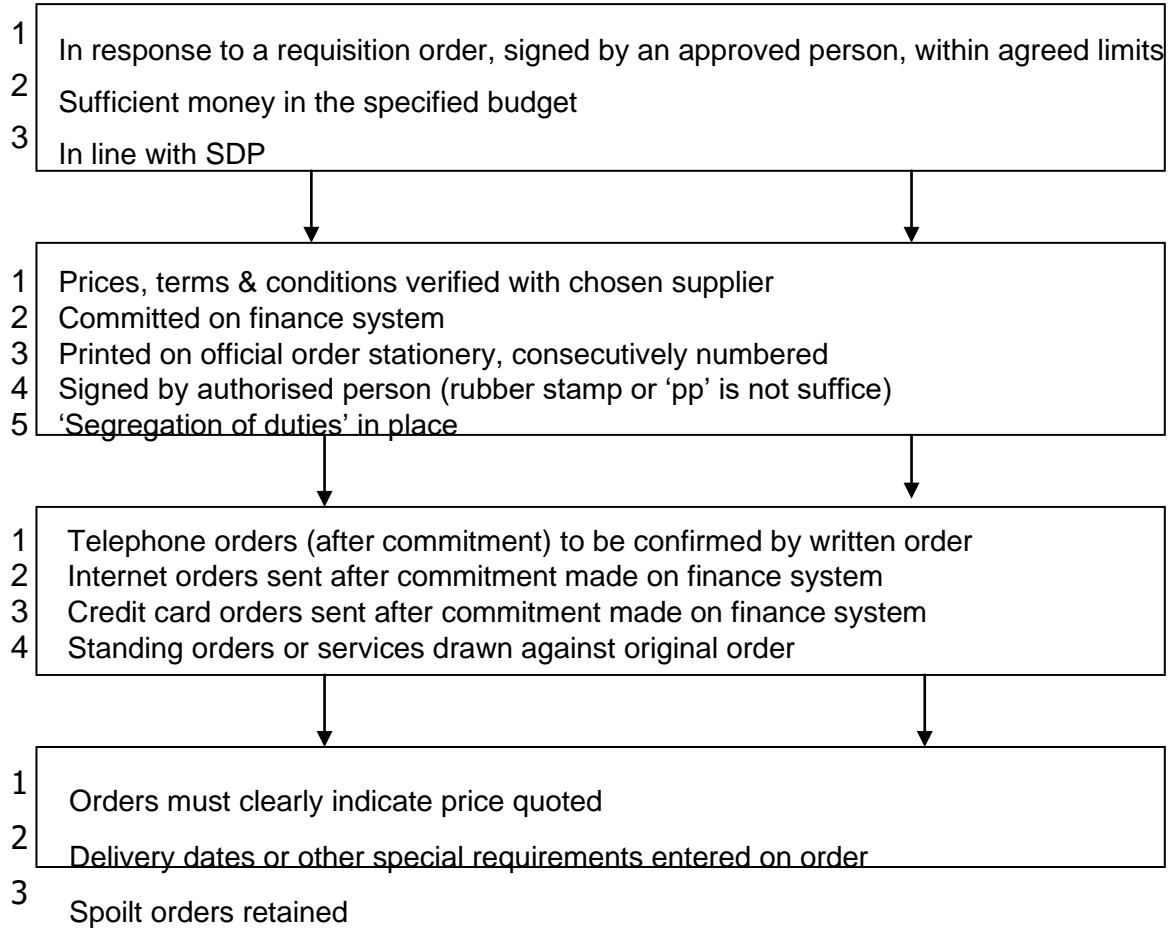 1 In response to a requisition order, signed by an approved person, within agreed limits
2 Sufficient money in the specified budget
3 In line with SDP
1 Prices, terms & conditions verified with chosen supplier
2 Committed on finance system
3 Printed on official order stationery, consecutively numbered
4 Signed by authorised person (rubber stamp or ‘pp’ is not suffice)
5 ‘Segregation of duties’ in place
1 Telephone orders (after commitment) to be confirmed by written order
2 Internet orders sent after commitment made on finance system
3 Credit card orders sent after commitment made on finance system
4 Standing orders or services drawn against original order
1 Orders must clearly indicate price quoted
2 Delivery dates or other special requirements entered on order
3 Spoilt orders retained